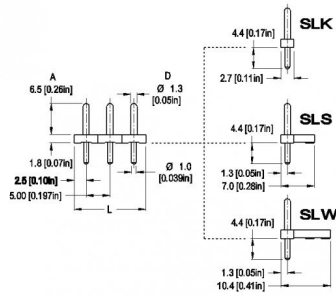 SLK
4.4 [0.17in]
A
D
6.5 [0.26in]
Ø 1.3
[0.05in]
2.7 [0.11in]
SLS
4.4 [0.17in]
1.8 [0.07in]
Ø 1.0
[0.039in]
1.3 [0.05in]
2.5 [0.10in]
7.0 [0.28in]
5.00 [0.197in]
L
SLW
4.4 [0.17in]
1.3 [0.05in]
10.4 [0.41in]